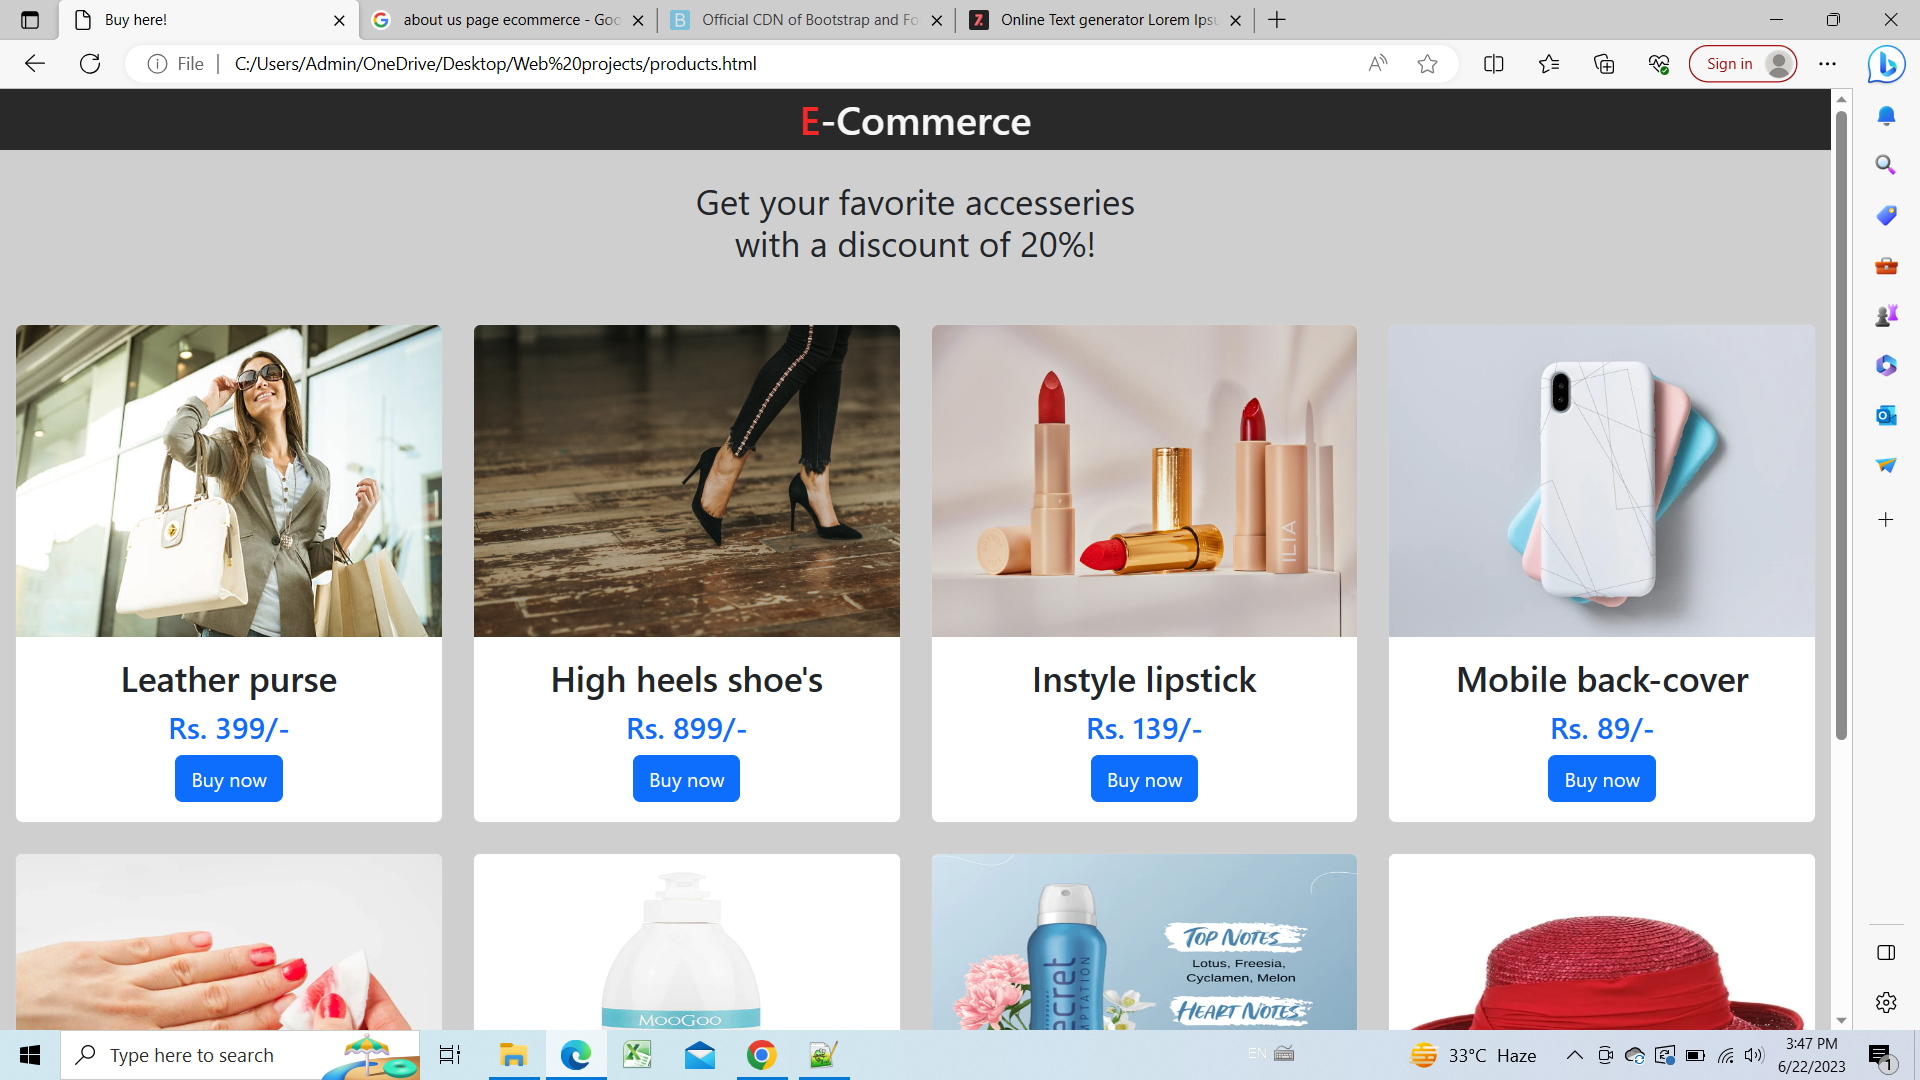 Buy here!
about us page ecommerce - Goo
Official CDN of Bootstrap and Fo
Online Text generator Lorem Ipsu
File
C:/Users/Admin/OneDrive/Desktop/Web%20projects/products.html
Sign in
E-Commerce
Get your favorite accesseries
with a discount of 20%!
ILIA
Leather purse
High heels shoe's
Instyle lipstick
Mobile back-cover
Rs. 399/-
Rs. 899/-
Rs. 139/-
Rs. 89/-
Buy now
Buy now
Buy now
Buy now
MooGoo
TOP NOTES
Lotus, Freesia,
Cyclamen, Melon
HEART NOTES
Type here to search
EN
33°C Haze
3:47 PM
6/22/2023
1